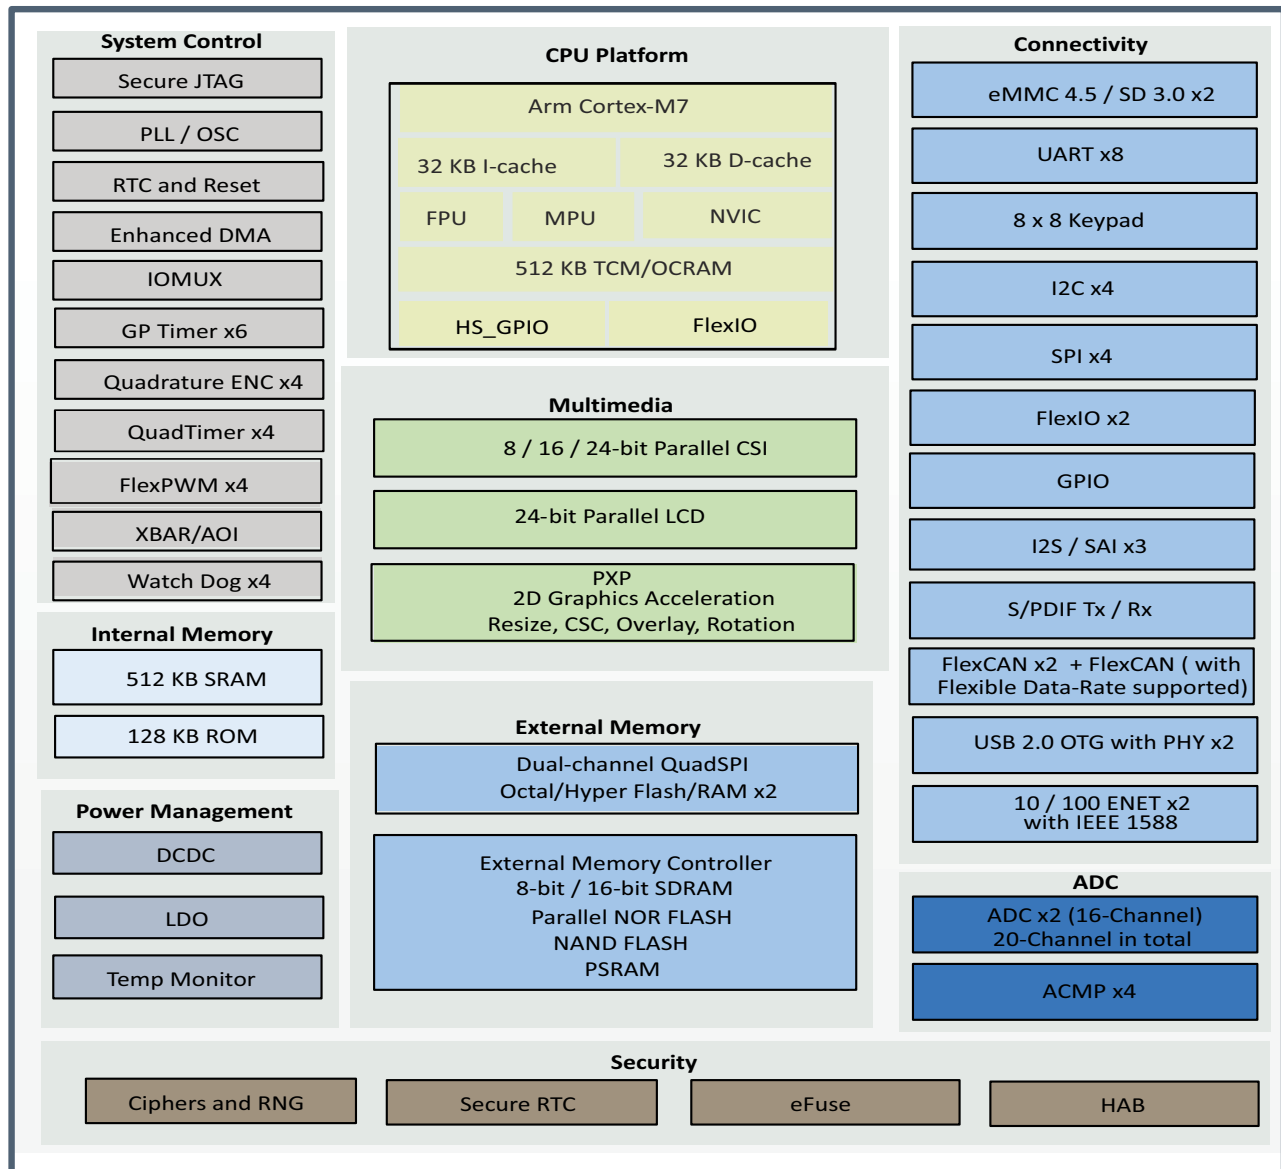 System Control
Secure JTAG
PLL / OSC
RTC and Reset
Enhanced DMA
IOMUX
GP Timer x6
Quadrature ENC x4
QuadTimer x4
FlexPWM x4
XBAR/AOI
Watch Dog x4
Internal Memory
512 KB SRAM
128 KB ROM
Power Management
DCDC
LDO
Temp Monitor
CPU Platform
Arm Cortex-M7
32 KB I-cache
32 KB D-cache
FPU
MPU
NVIC
512 KB TCM/OCRAM
HS_GPIO
FlexIO
Multimedia
8 / 16 / 24-bit Parallel CSI
24-bit Parallel LCD
PXP
2D Graphics Acceleration
Resize, CSC, Overlay, Rotation
External Memory
Dual-channel QuadSPI
Octal/Hyper Flash/RAM x2
External Memory Controller
8-bit / 16-bit SDRAM
Parallel NOR FLASH
NAND FLASH
PSRAM
Connectivity
eMMC 4.5 / SD 3.0 x2
UART x8
8 x 8 Keypad
I2C x4
SPI x4
FlexIO x2
GPIO
I2S / SAI x3
S/PDIF Tx / Rx
FlexCAN x2 + FlexCAN ( with
Flexible Data-Rate supported)
USB 2.0 OTG with PHY x2
10 / 100 ENET x2
with IEEE 1588
ADC
ADC x2 (16-Channel)
20-Channel in total
ACMP x4
Security
Ciphers and RNG
Secure RTC
eFuse
HAB